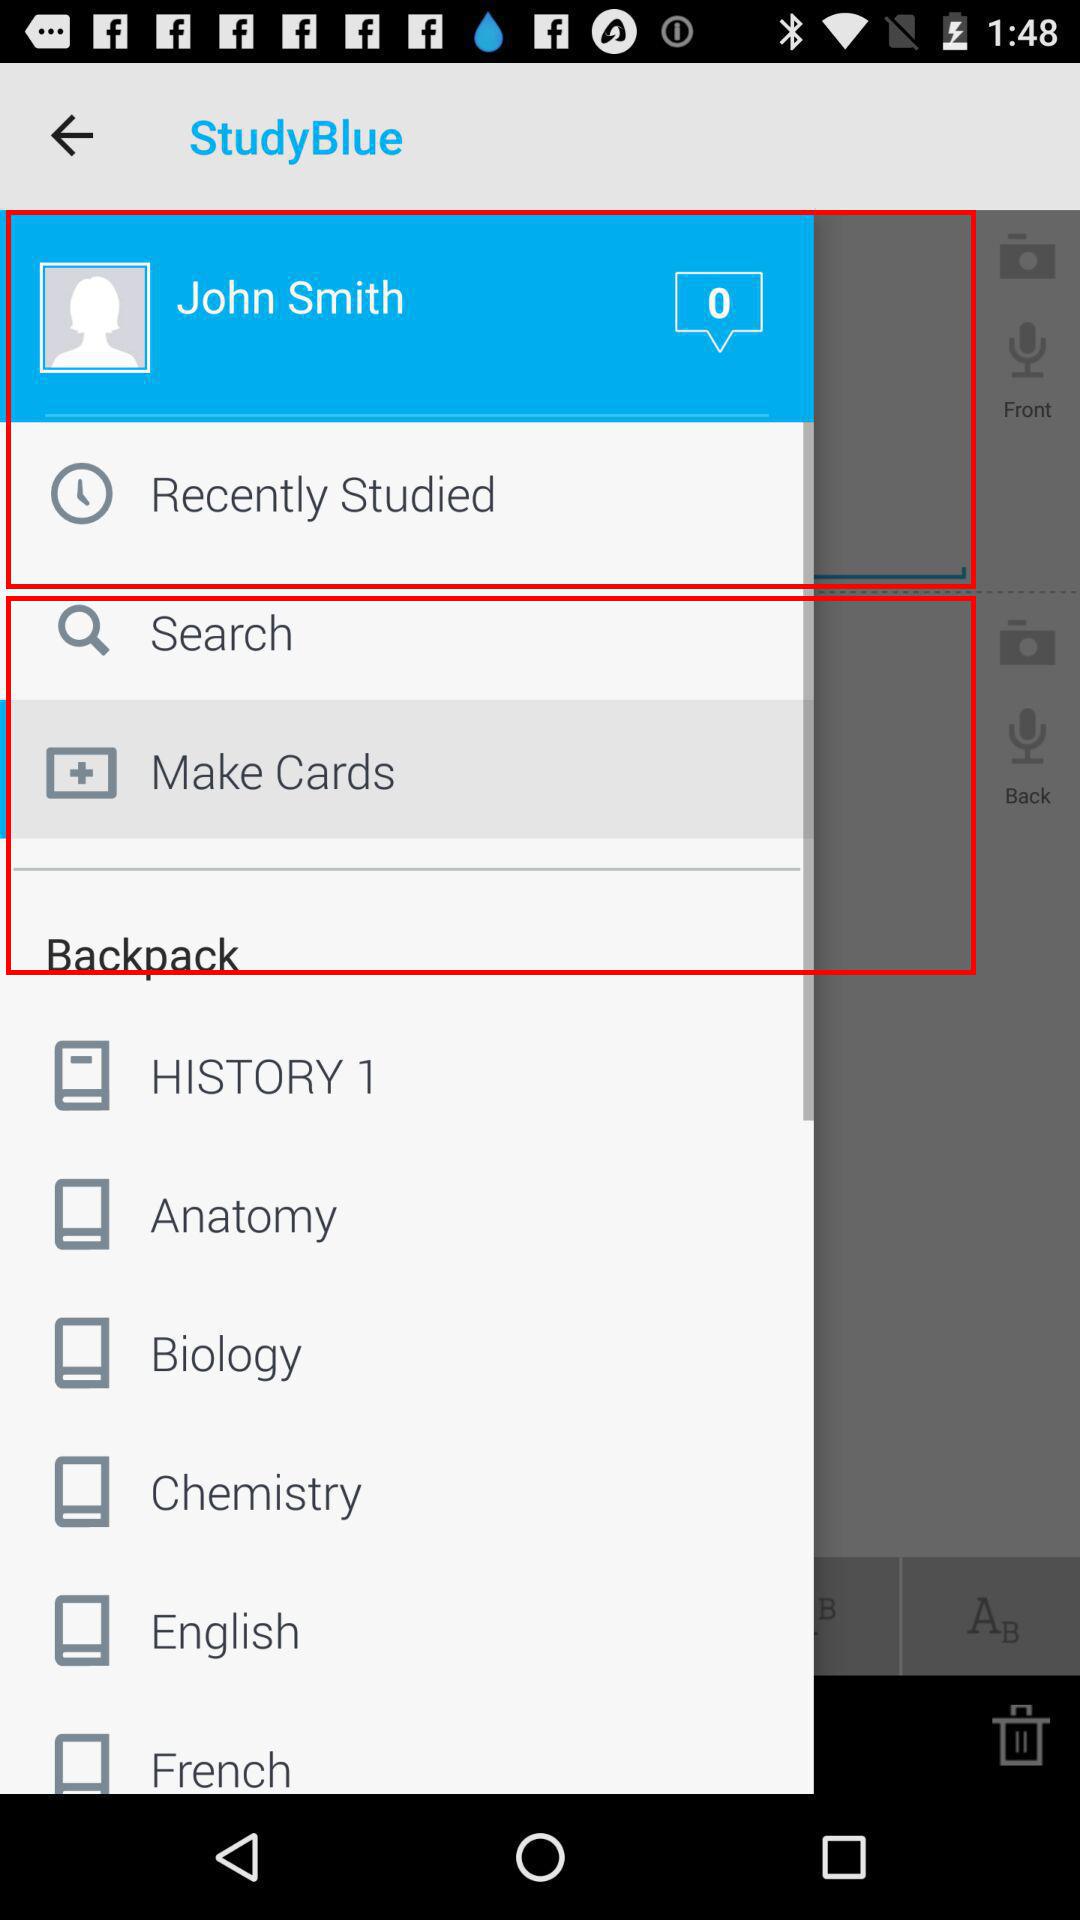 1:48
StudyBlue
John Smith
0
Front
Recently Studied
Search
Make Cards
Back
Backpack
HISTORY 1
Anatomy
Biology
Chemistry
English
B
AB
French